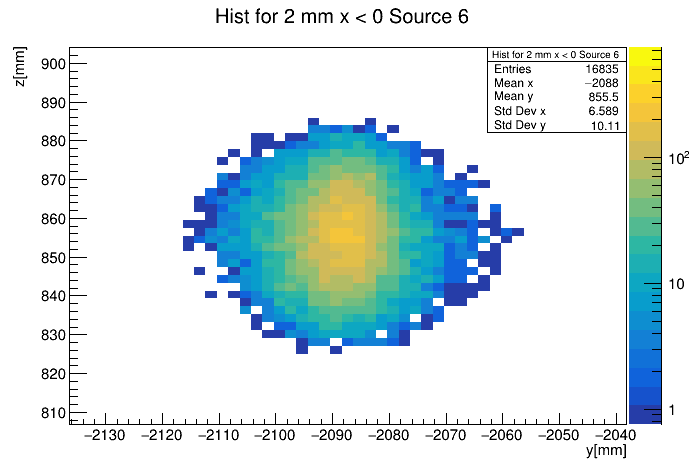 Hist for 2 mm x < 0 Source 6
z[mm]
Hist for 2 mm x < 0 Source 6
Entries 16835
Mean x −2088
Mean y 855.5
Std Dev x 6.589
Std Dev y 10.11
900
890
880
870
860
850
840
830
820
810
10²
10
1
−2130 −2120 −2110 −2100 −2090 −2080 −2070 −2060 −2050 −2040
y[mm]